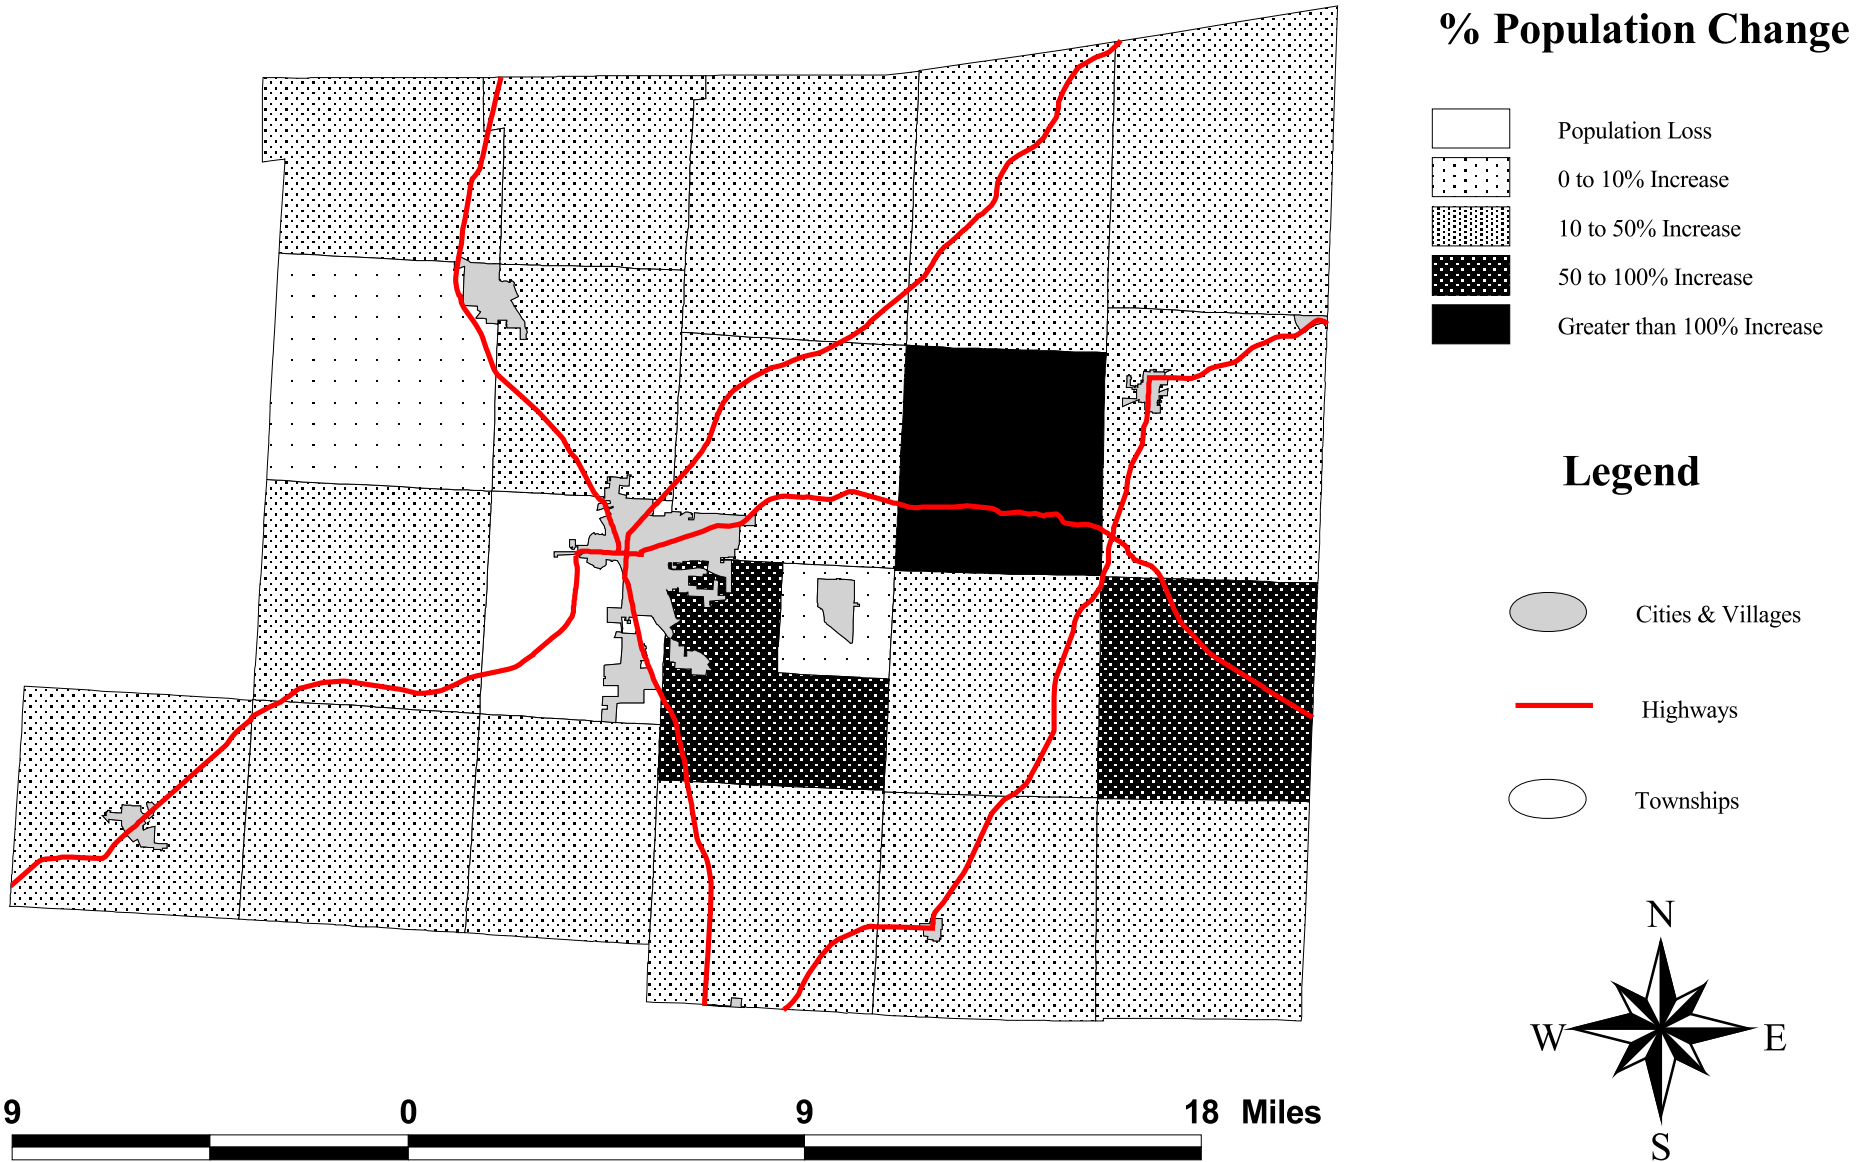 % Population Change
Population Loss
0 to 10% Increase
10 to 50% Increase
50 to 100% Increase
Greater than 100% Increase
Legend
Cities & Villages
Highways
Townships
N
W E
S
9 0 9 18 Miles